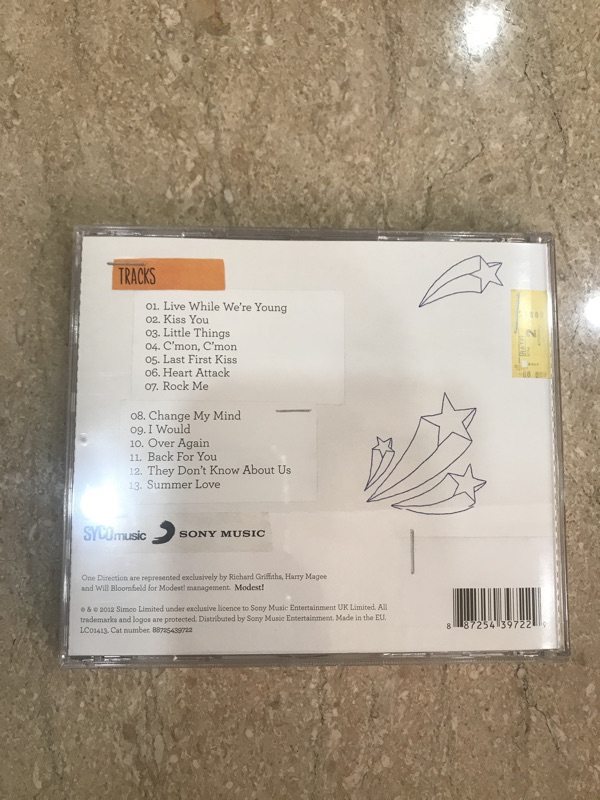 TRACKS
01. Live While We're Young
02. Kiss You
03. Little Things
04. C'mon, C'mon
05. Last First Kiss
06. Heart Attack
07. Rock Me
08. Change My Mind
09. I Would
10. Over Again
11. Back For You
12. They Don't Know About Us
13. Summer Love
SYCOmusic SONY MUSIC
One Direction are represented exclusively by Richard Griffiths, Harry Magee
and Will Bloomfield for Modest! management. Modest!
℗ & © 2012 Simco Limited under exclusive licence to Sony Music Entertainment UK Limited. All
trademarks and logos are protected. Distributed by Sony Music Entertainment. Made in the EU.
LC01413. Cat number. 88725439722
8 87254 39722 5
2